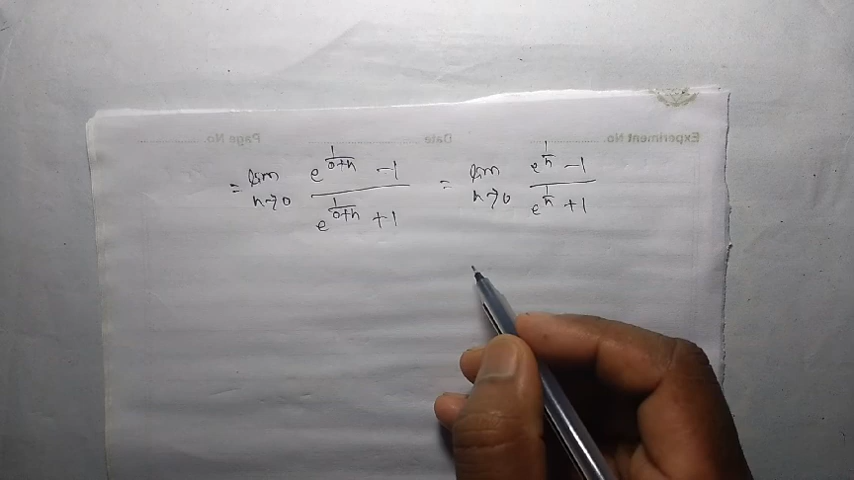 Experiment No. Date Page No.
= lim h→0 (e^(1/(0+h)) - 1)/(e^(1/(0+h)) + 1) = lim h→0 (e^(1/h) - 1)/(e^(1/h) + 1)